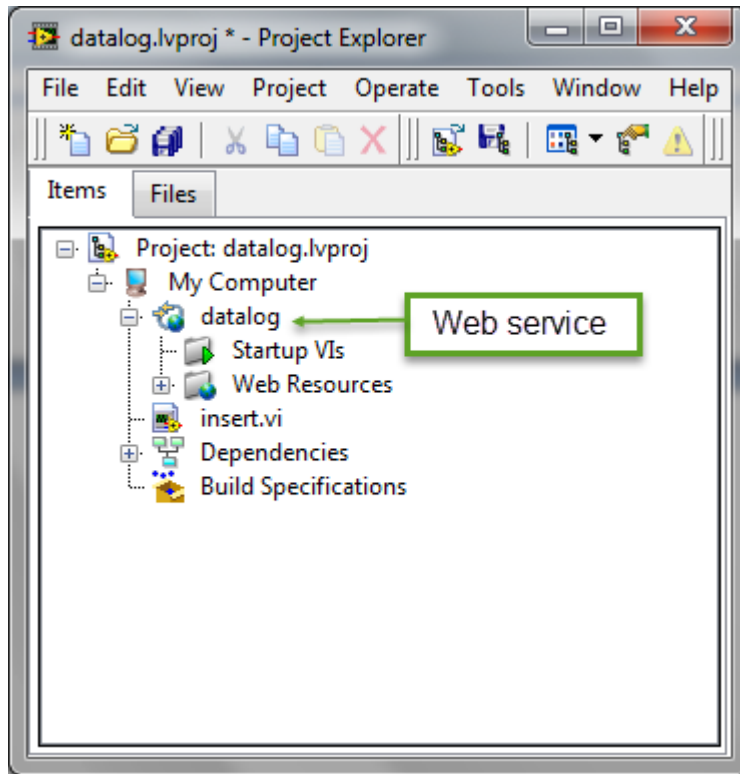 datalog.lvproj * - Project Explorer
File Edit View Project Operate Tools Window Help
Items Files
Project: datalog.lvproj
My Computer
datalog
Web service
Startup VIs
Web Resources
insert.vi
Dependencies
Build Specifications